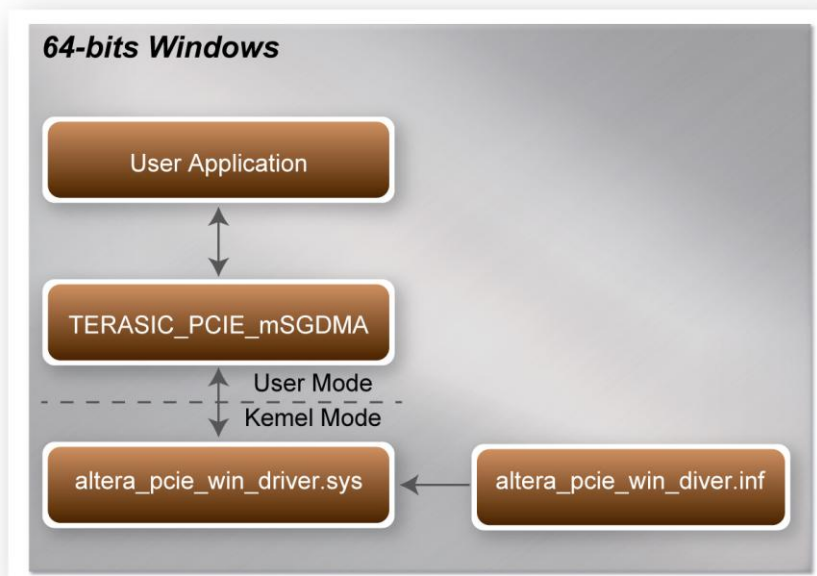 64-bits Windows
User Application
TERASIC_PCIE_mSGDMA
User Mode
Kemel Mode
altera_pcie_win_driver.sys
altera_pcie_win_diver.inf